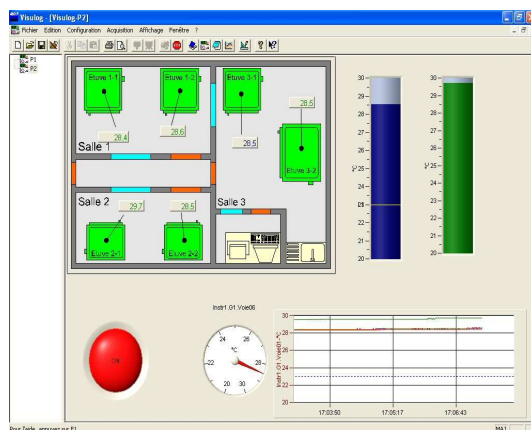 Visulog - [Visulog-P2]
Fichier Edition Configuration Acquisition Affichage Fenêtre ?
P1
P2
Etuve 1-1
Etuve 1-2
Etuve 3-1
28,4
28,6
28,5
28,5
Salle 1
Etuve 3-2
Salle 2
29,7
28,5
Salle 3
Etuve 2-1
Etuve 2-2
30
29
28
27
26
25
24
23
22
21
20
°C
30
29
28
27
26
25
24
23
22
21
20
°C
ON
Instr1.G1.Voie06
°C
20
22
24
26
28
30
Instr1.G1.Voie01-°C
30
28
26
24
22
20
17:03:50
17:05:17
17:06:43
Pour l'aide, appuyez sur F1
MAJ